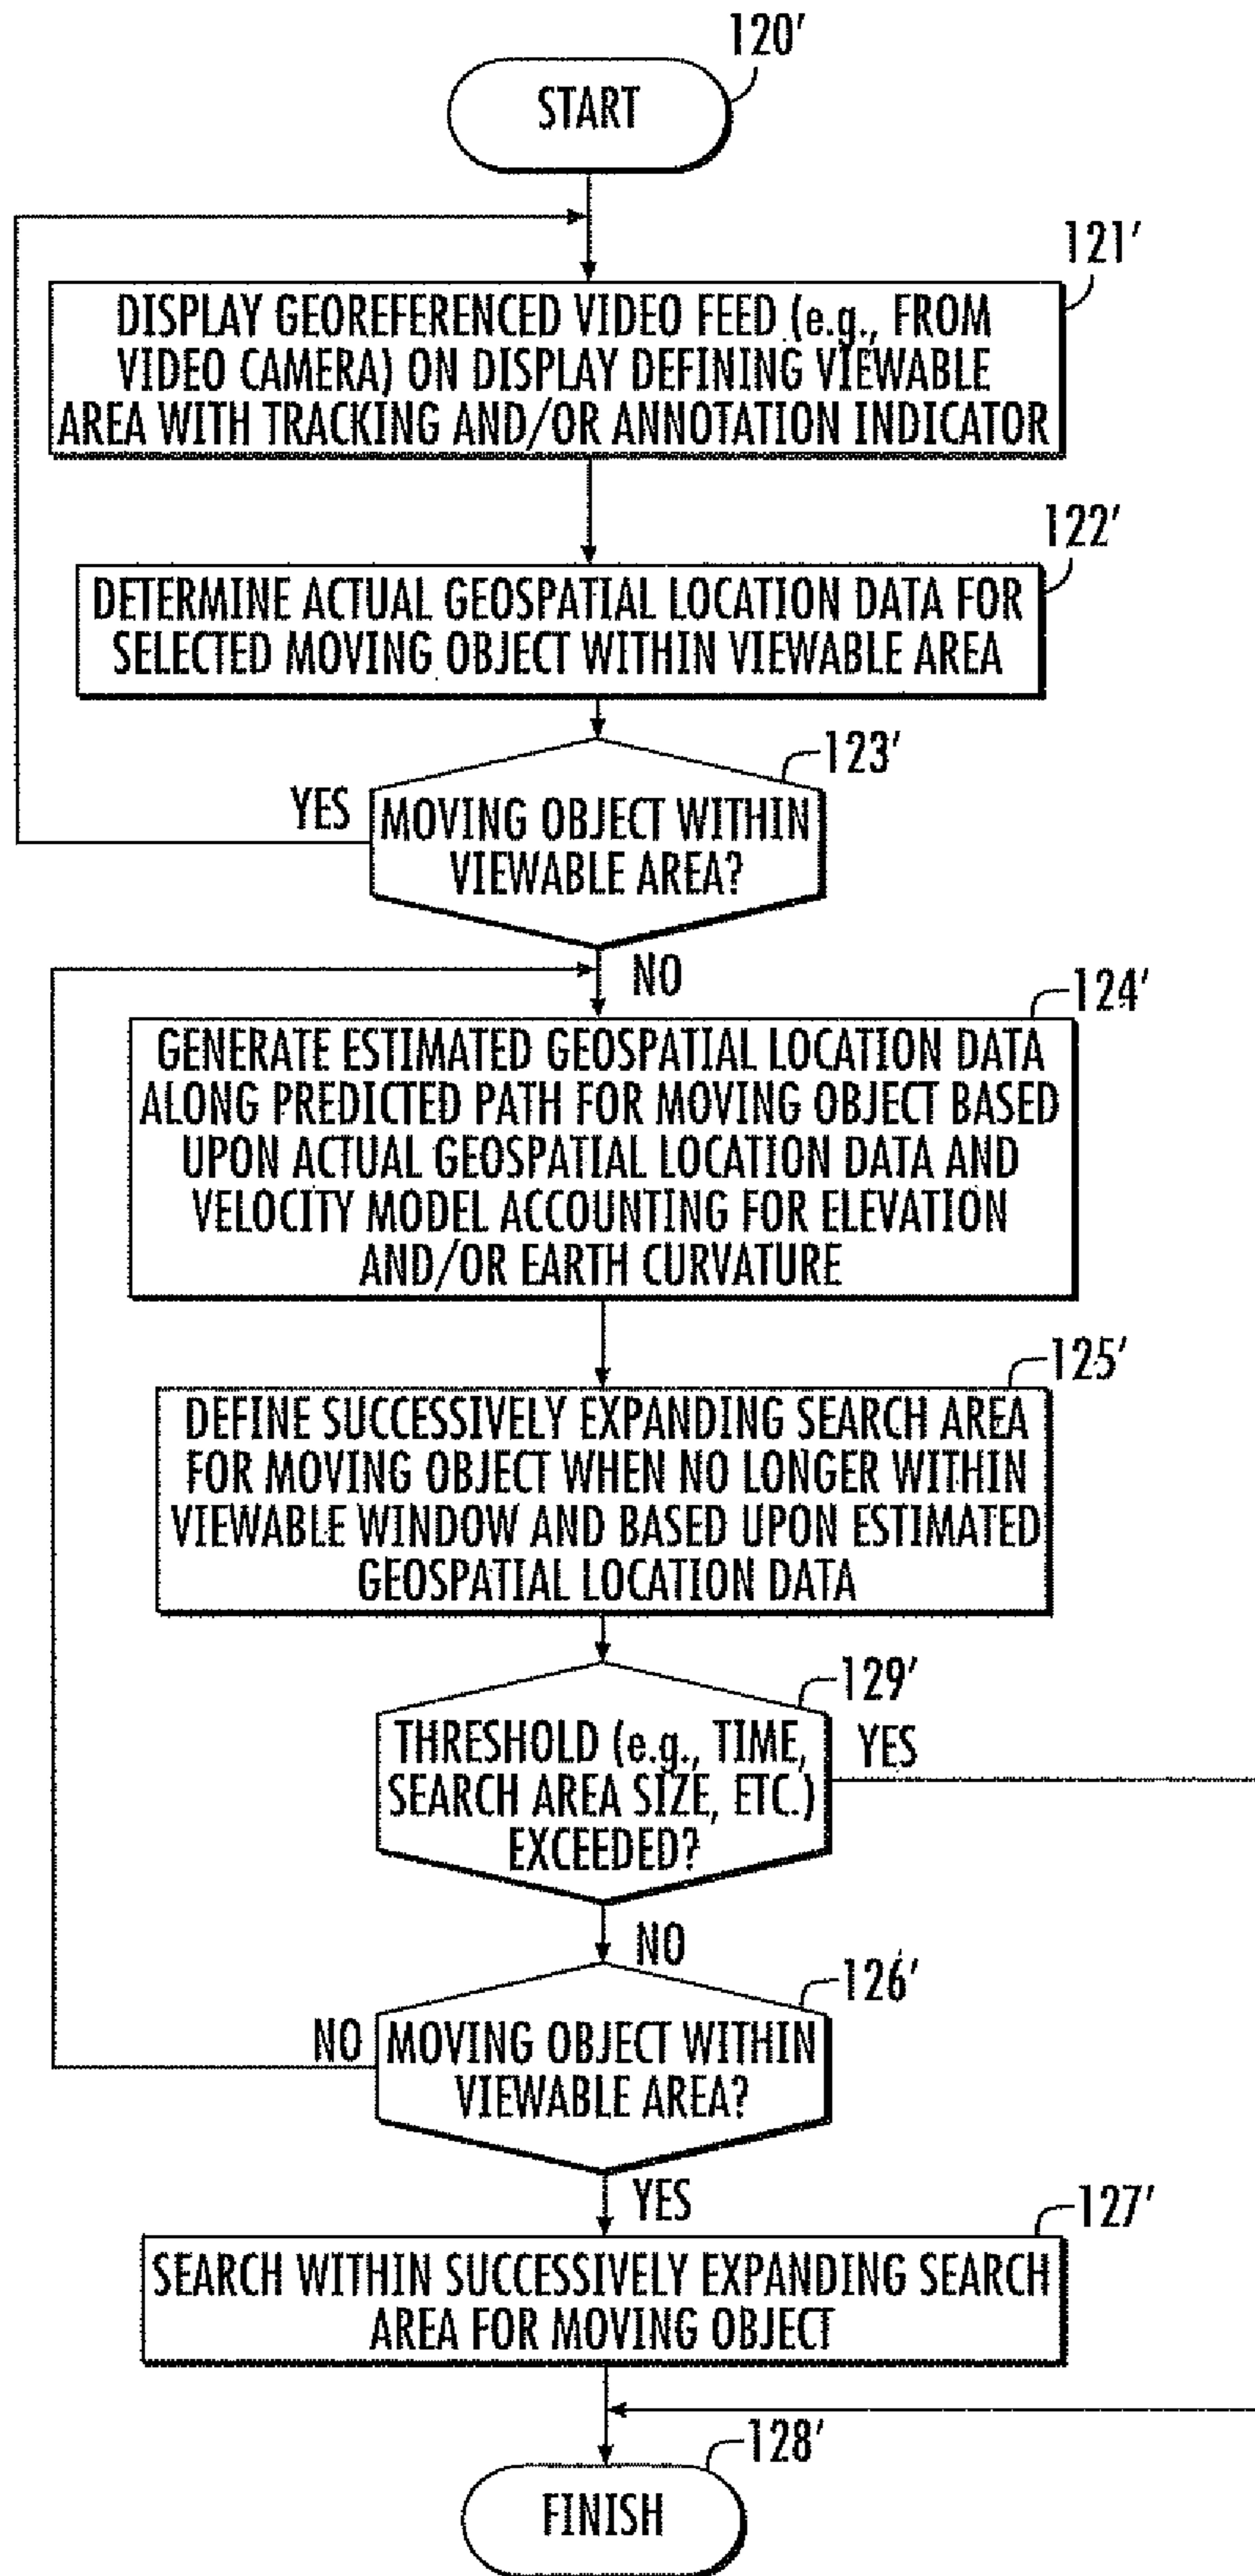 120'
START
121'
DISPLAY GEOREFERENCED VIDEO FEED (e.g., FROM
VIDEO CAMERA) ON DISPLAY DEFINING VIEWABLE
AREA WITH TRACKING AND/OR ANNOTATION INDICATOR
122'
DETERMINE ACTUAL GEOSPATIAL LOCATION DATA FOR
SELECTED MOVING OBJECT WITHIN VIEWABLE AREA
123'
YES
MOVING OBJECT WITHIN
VIEWABLE AREA?
NO
124'
GENERATE ESTIMATED GEOSPATIAL LOCATION DATA
ALONG PREDICTED PATH FOR MOVING OBJECT BASED
UPON ACTUAL GEOSPATIAL LOCATION DATA AND
VELOCITY MODEL ACCOUNTING FOR ELEVATION
AND/OR EARTH CURVATURE
125'
DEFINE SUCCESSIVELY EXPANDING SEARCH AREA
FOR MOVING OBJECT WHEN NO LONGER WITHIN
VIEWABLE WINDOW AND BASED UPON ESTIMATED
GEOSPATIAL LOCATION DATA
129'
THRESHOLD (e.g., TIME,
SEARCH AREA SIZE, ETC.)
EXCEEDED?
YES
NO
126'
NO
MOVING OBJECT WITHIN
VIEWABLE AREA?
YES
127'
SEARCH WITHIN SUCCESSIVELY EXPANDING SEARCH
AREA FOR MOVING OBJECT
128'
FINISH